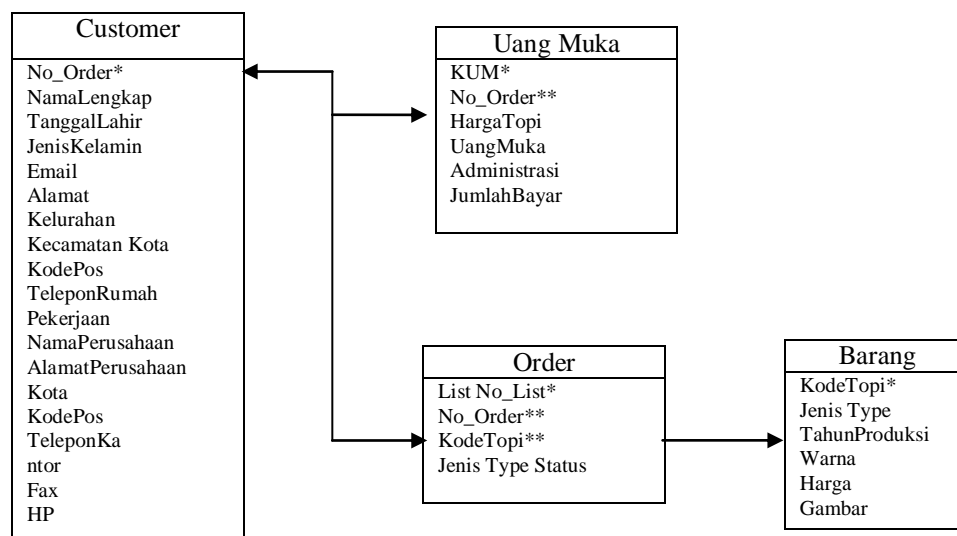 Customer
No_Order*
NamaLengkap
TanggalLahir
JenisKelamin
Email
Alamat
Kelurahan
Kecamatan Kota
KodePos
TeleponRumah
Pekerjaan
NamaPerusahaan
AlamatPerusahaan
Kota
KodePos
TeleponKa
ntor
Fax
HP
Uang Muka
KUM*
No_Order**
HargaTopi
UangMuka
Administrasi
JumlahBayar
Order
List No_List*
No_Order**
KodeTopi**
Jenis Type Status
Barang
KodeTopi*
Jenis Type
TahunProduksi
Warna
Harga
Gambar